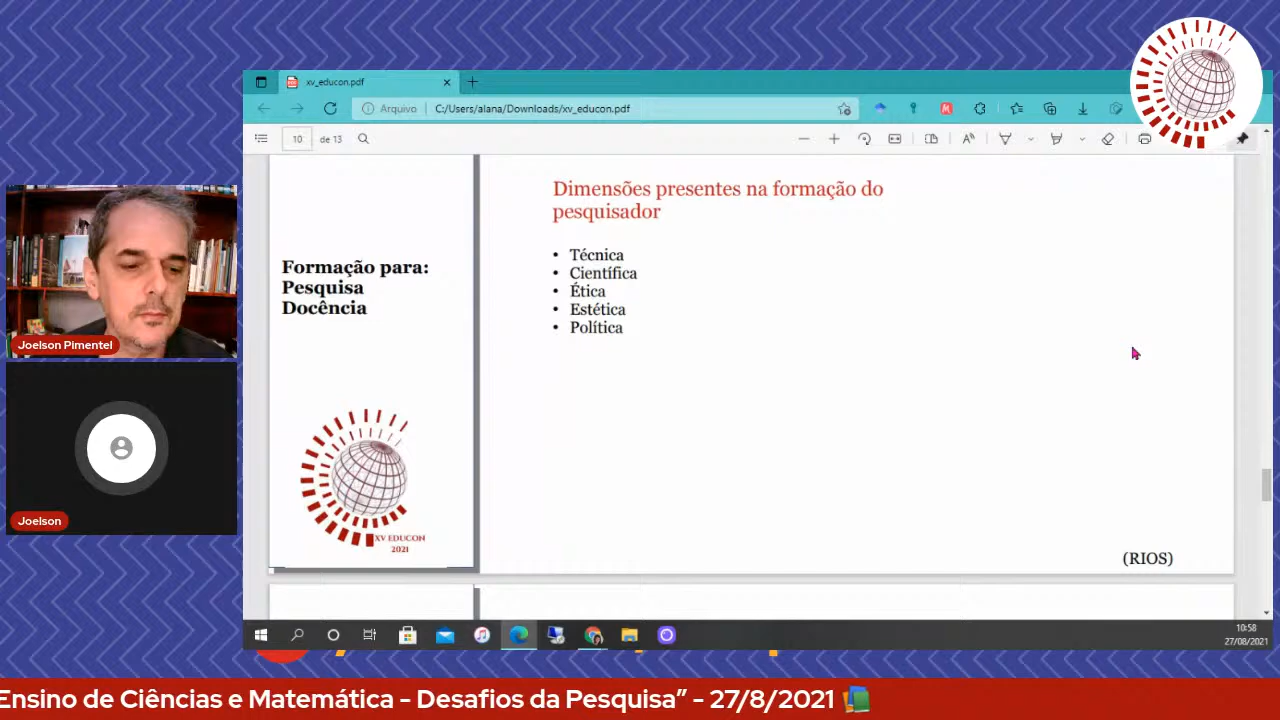 xv_educon.pdf
Arquivo
C:/Users/alana/Downloads/xv_educon.pdf
10 de 13
Dimensões presentes na formação do
pesquisador
• Técnica
• Científica
• Ética
• Estética
• Política
Formação para:
Pesquisa
Docência
XV EDUCON
2021
(RIOS)
Joelson Pimentel
Joelson
10:58
27/08/2021
Ensino de Ciências e Matemática - Desafios da Pesquisa” - 27/8/2021